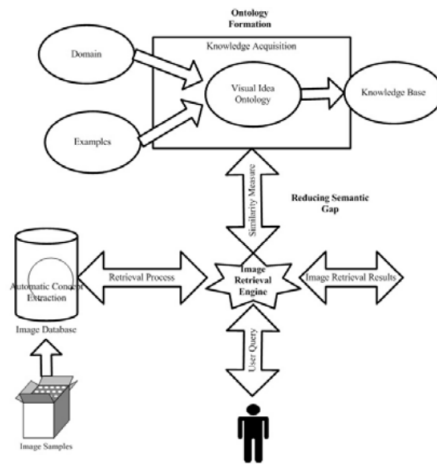 Ontology
Formation
Knowledge Acquisition
Domain
Visual Idea
Ontology
Knowledge Base
Examples
Similarity Measure
Reducing Semantic
Gap
Automatic Concept
Extraction
Retrieval Process
Image
Retrieval
Engine
Image Retrieval Results
Image Database
User Query
Image Samples